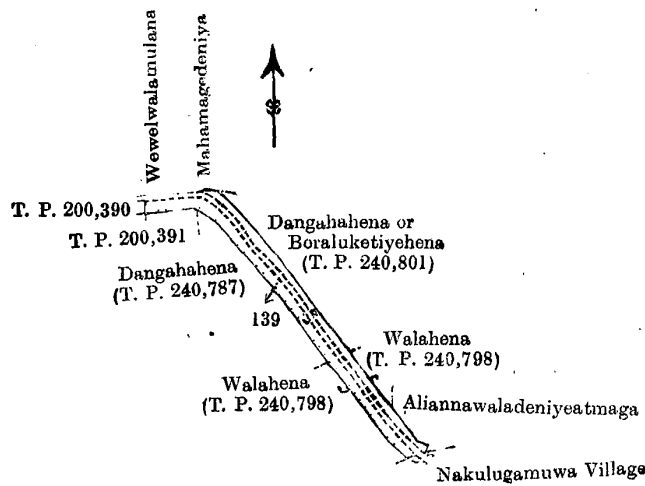 Wewelwalamulana
Mahamagedeniya
T. P. 200,390
T. P. 200,391
Dangahahena or
Boraluketiyehena
(T. P. 240,801)
Dangahahena
(T. P. 240,787)
139
Walahena
(T. P. 240,798)
Walahena
(T. P. 240,798)
Aliannawaladeniyeatmaga
Nakulugamuwa Village